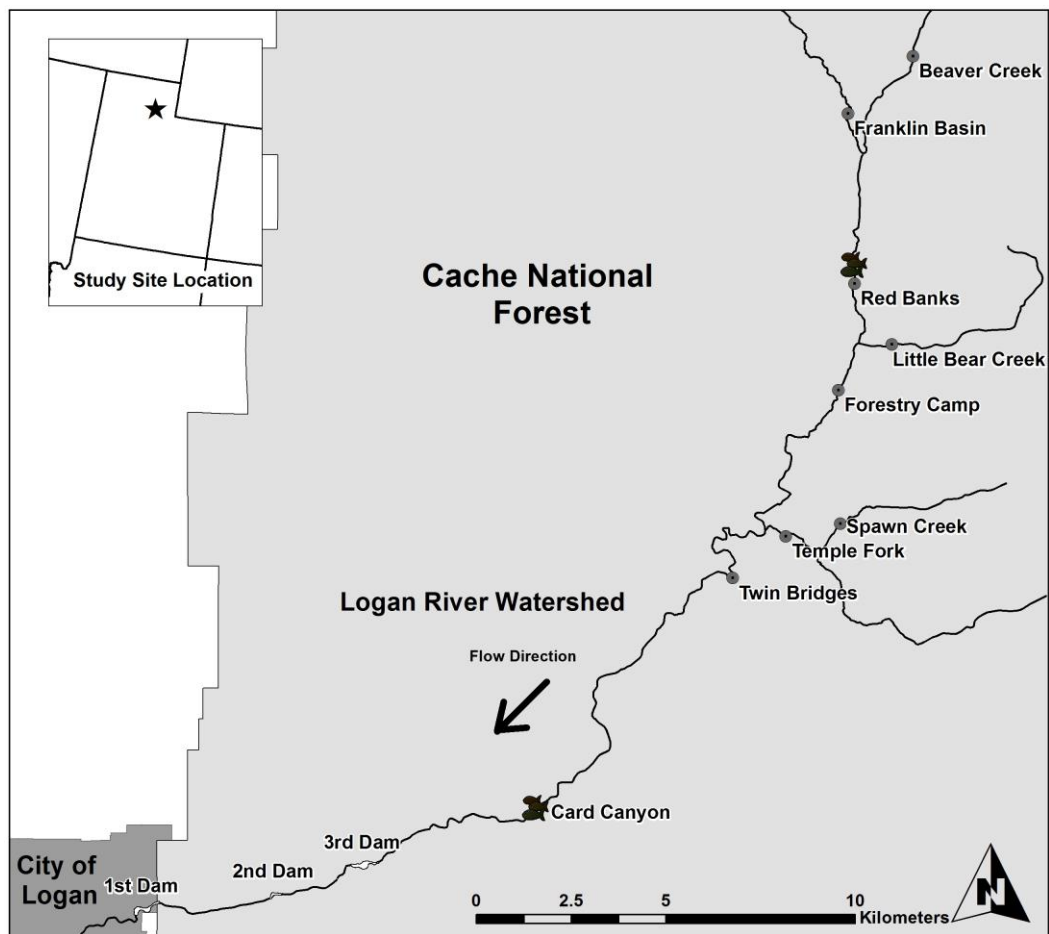 Beaver Creek
Franklin Basin
Study Site Location
Cache National
Forest
Red Banks
Little Bear Creek
Forestry Camp
Spawn Creek
Temple Fork
Twin Bridges
Logan River Watershed
Flow Direction
Card Canyon
3rd Dam
2nd Dam
1st Dam
City of
Logan
0 2.5 5 10
Kilometers
N